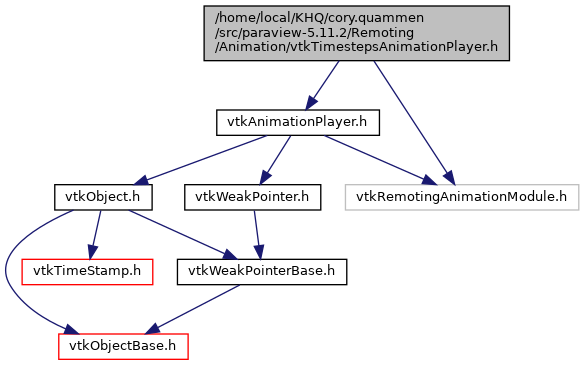 /home/local/KHQ/cory.quammen
/src/paraview-5.11.2/Remoting
/Animation/vtkTimestepsAnimationPlayer.h
vtkAnimationPlayer.h
vtkObject.h
vtkWeakPointer.h
vtkRemotingAnimationModule.h
vtkTimeStamp.h
vtkWeakPointerBase.h
vtkObjectBase.h